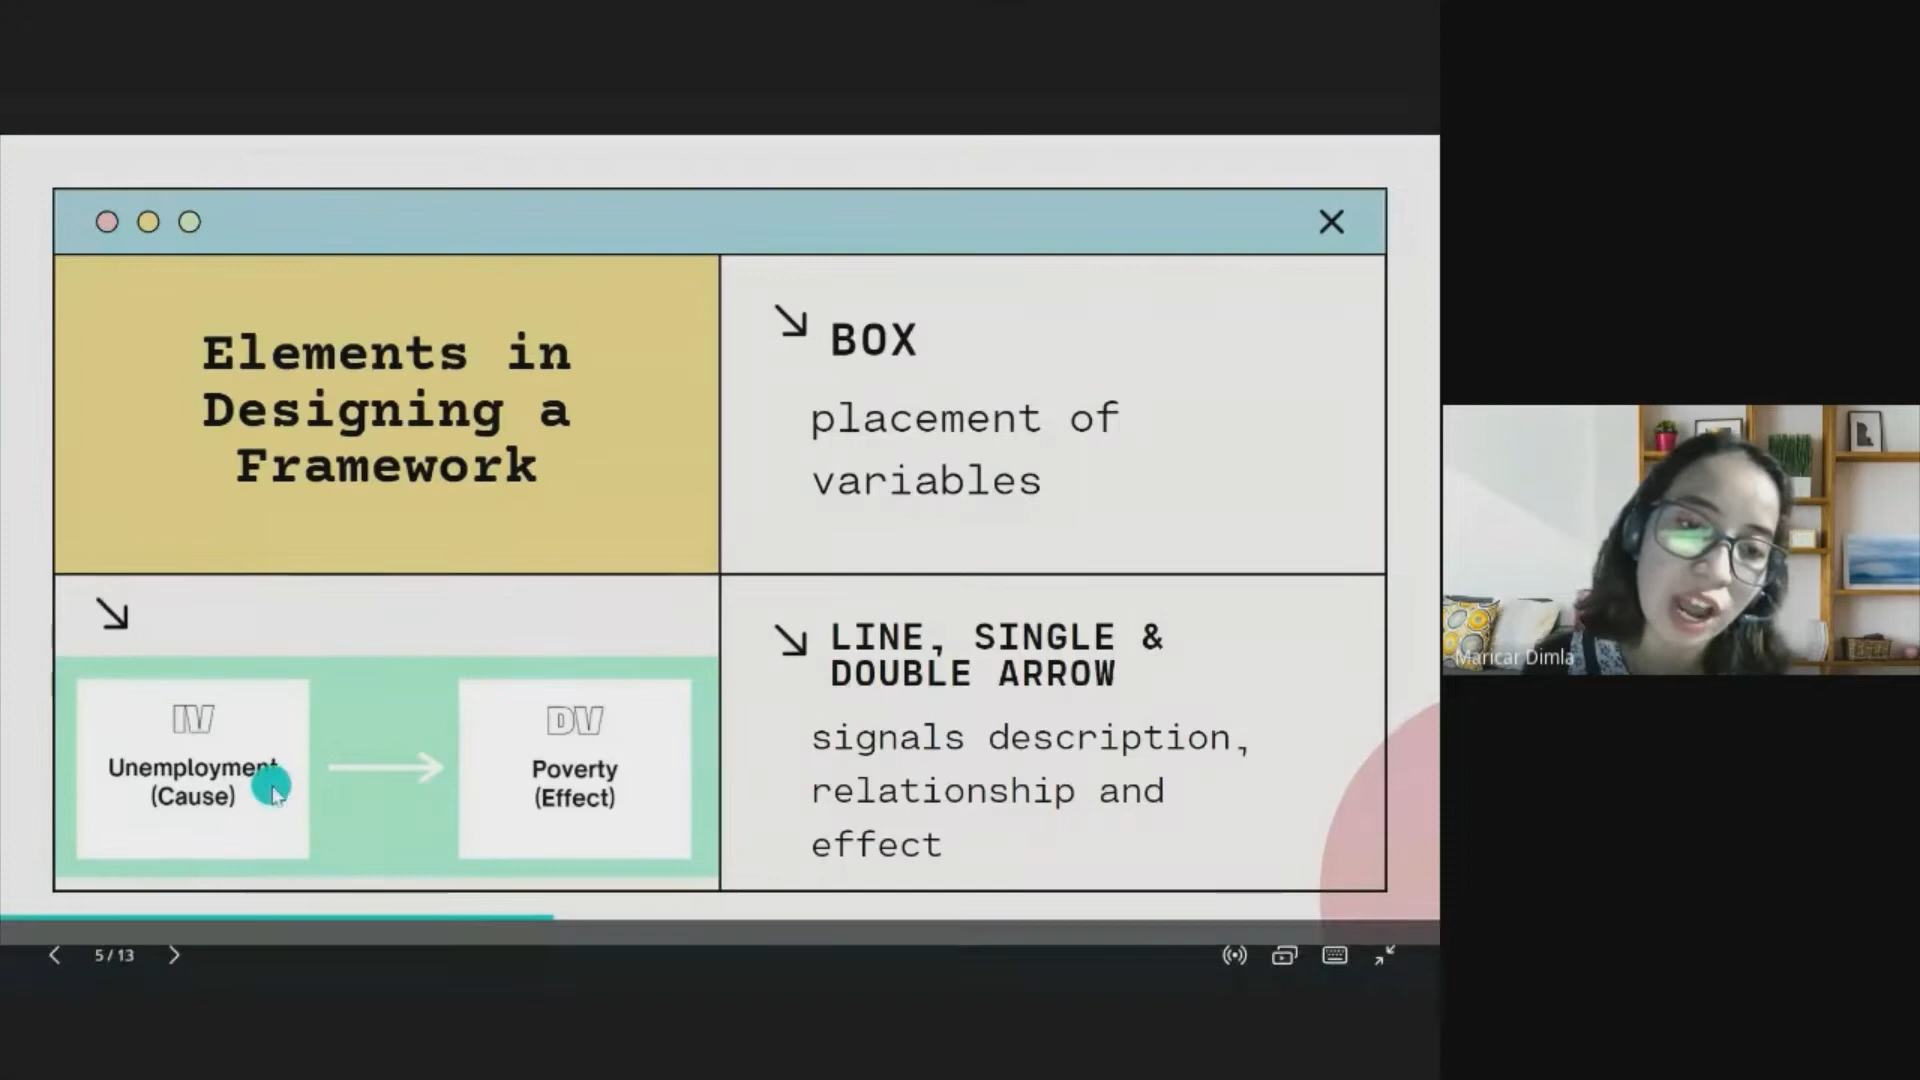 Elements in
Designing a
Framework
BOX
placement of
variables
IV
Unemployment
(Cause)
DV
Poverty
(Effect)
LINE, SINGLE &
DOUBLE ARROW
signals description,
relationship and
effect
Maricar Dimla
5 / 13